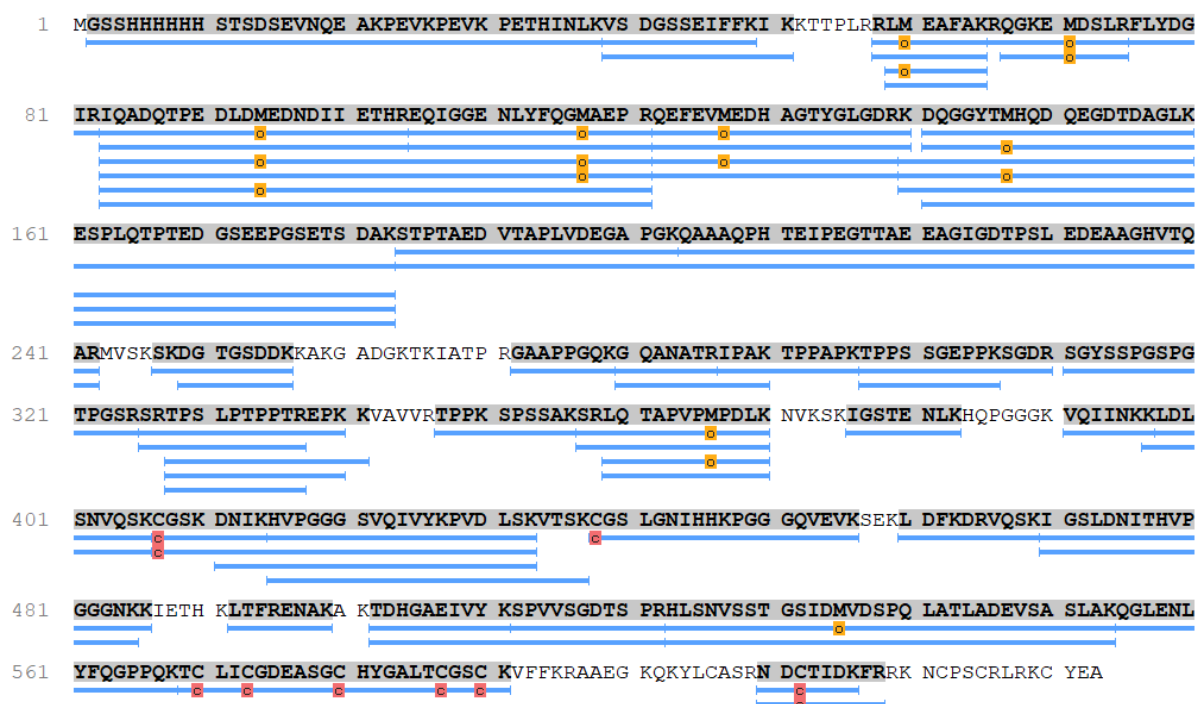 1 MGSSHHHHHH STSDSEVNQE AKPEVKPEVK PETHINLKVS DGSSEIFFKI KKTTPLRRLM EAFAKRQGKE MDSLRFLYDG
o o
o
o
81 IRIQADQTPE DLDMEDNDII ETHREQIGGE NLYFQGMAEP RQEFEVMEDH AGTYGLGDRK DQGGYTMHQD QEGDTDAGLK
o o o
o
o o o
o o
o
161 ESPLQTPTED GSEEPGSETS DAKSTPTAED VTAPLVDEGA PGKQAAAQPH TEIPEGTTAE EAGIGDTPSL EDEAAGHVTQ
241 ARMVSKSKDG TGSDDKKAKG ADGKTKIATP RGAAPPGQKG QANATRIPAK TPPAPKTPPS SGEPPKSGDR SGYSSPGSPG
321 TPGSRSRTPS LPTPPTREPK KVAVVRTPPK SPSSAKSRLQ TAPVPMPDLK NVKSKIGSTE NLKHQPGGGK VQIINKKLDL
o
o
401 SNVQSKCGSK DNIKHVPGGG SVQIVYKPVD LSKVTSKCGS LGNIHHKPGG GQVEVKSEKL DFKDRVQSKI GSLDNITHVP
c c
c
481 GGGNKKIETH KLTFRENAKA KTDHGAEIVY KSPVVSGDTS PRHLSNVSST GSIDMVDSPQ LATLADEVSA SLAKQGLENL
o
561 YFQGPPQKTC LICGDEASGC HYGALTCGSC KVFFKRAAEG KQKYLCASRN DCTIDKFRRK NCPSCRLRKC YEA
c c c c c c